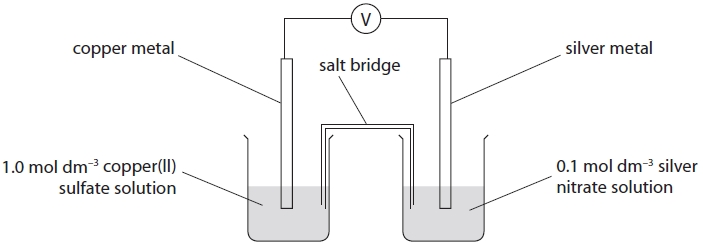 V
copper metal
silver metal
salt bridge
1.0 mol dm⁻³ copper(ll)
sulfate solution
0.1 mol dm⁻³ silver
nitrate solution